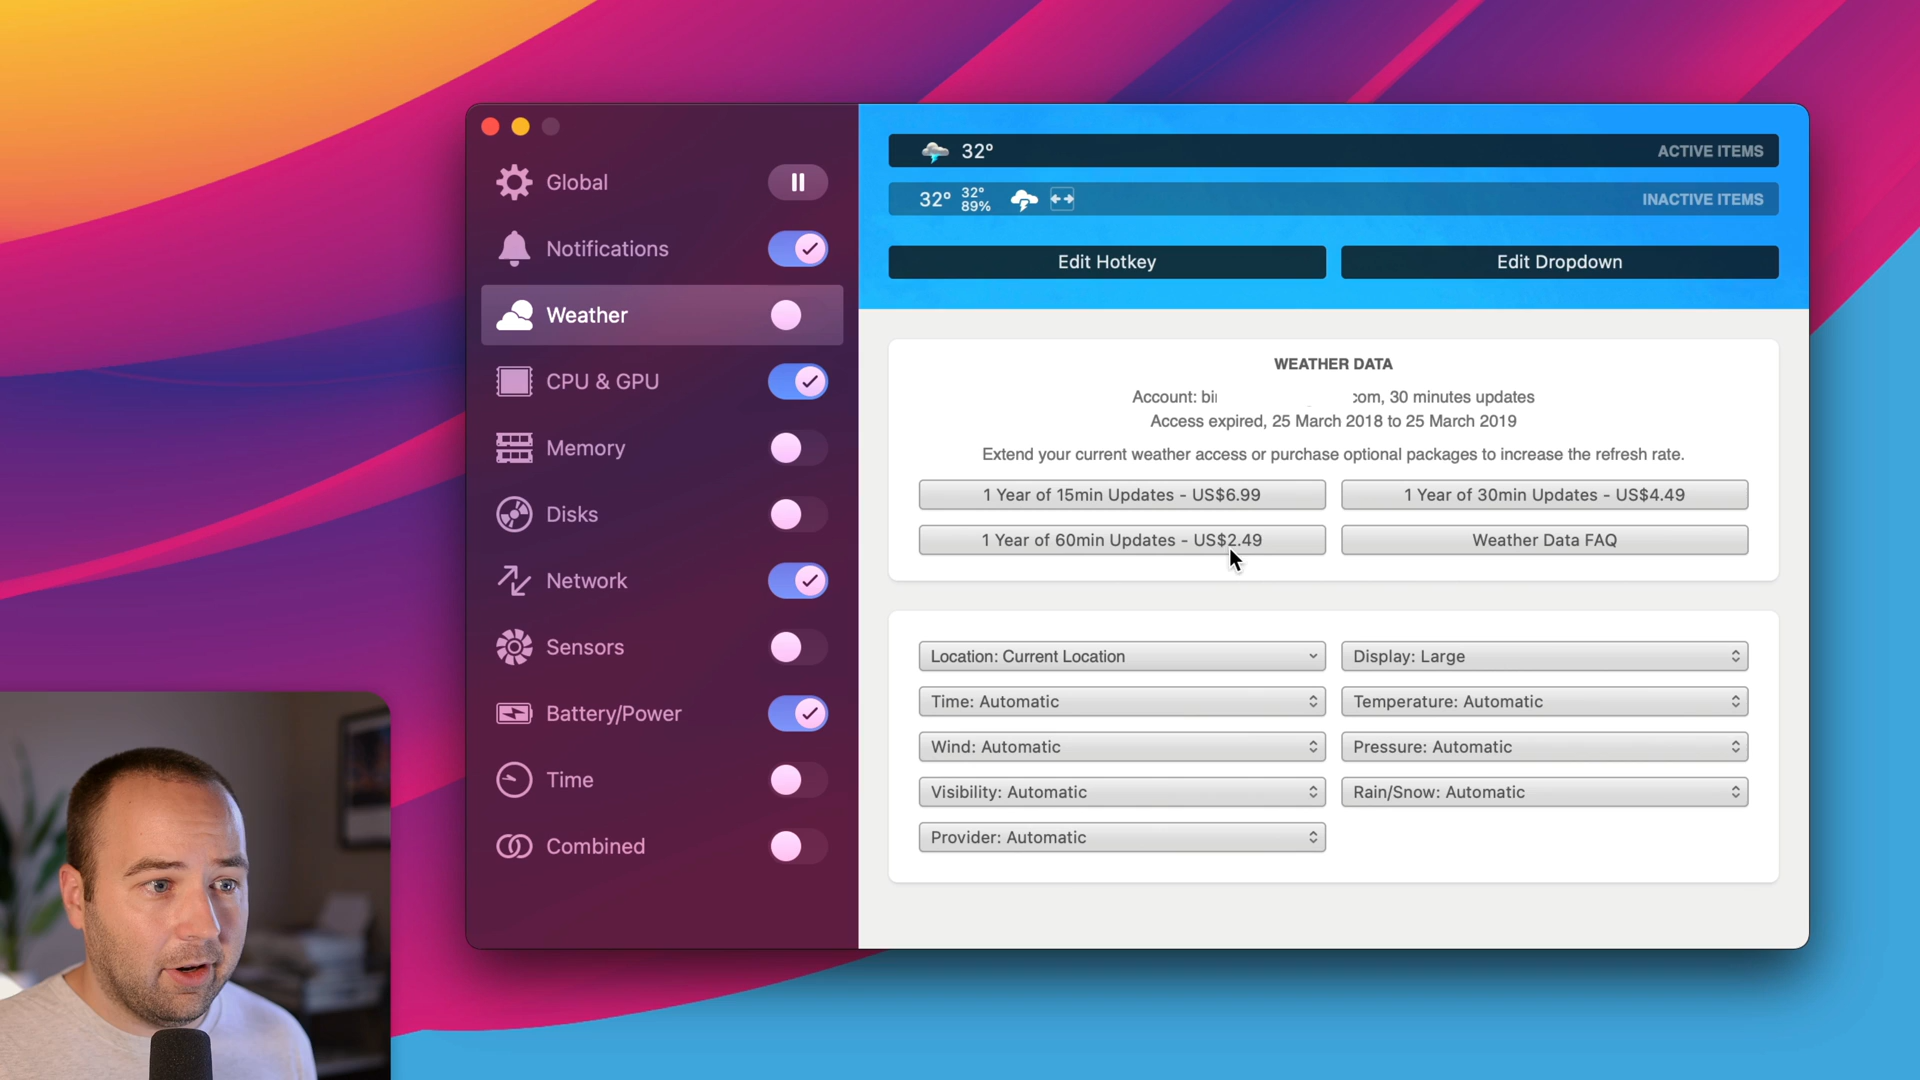 Global
Notifications
Weather
CPU & GPU
Memory
Disks
Network
Sensors
Battery/Power
Time
Combined
32° ACTIVE ITEMS
32° 32° 89% INACTIVE ITEMS
Edit Hotkey Edit Dropdown
WEATHER DATA
Account: bi com, 30 minutes updates
Access expired, 25 March 2018 to 25 March 2019
Extend your current weather access or purchase optional packages to increase the refresh rate.
1 Year of 15min Updates - US$6.99 1 Year of 30min Updates - US$4.49
1 Year of 60min Updates - US$2.49 Weather Data FAQ
Location: Current Location Display: Large
Time: Automatic Temperature: Automatic
Wind: Automatic Pressure: Automatic
Visibility: Automatic Rain/Snow: Automatic
Provider: Automatic